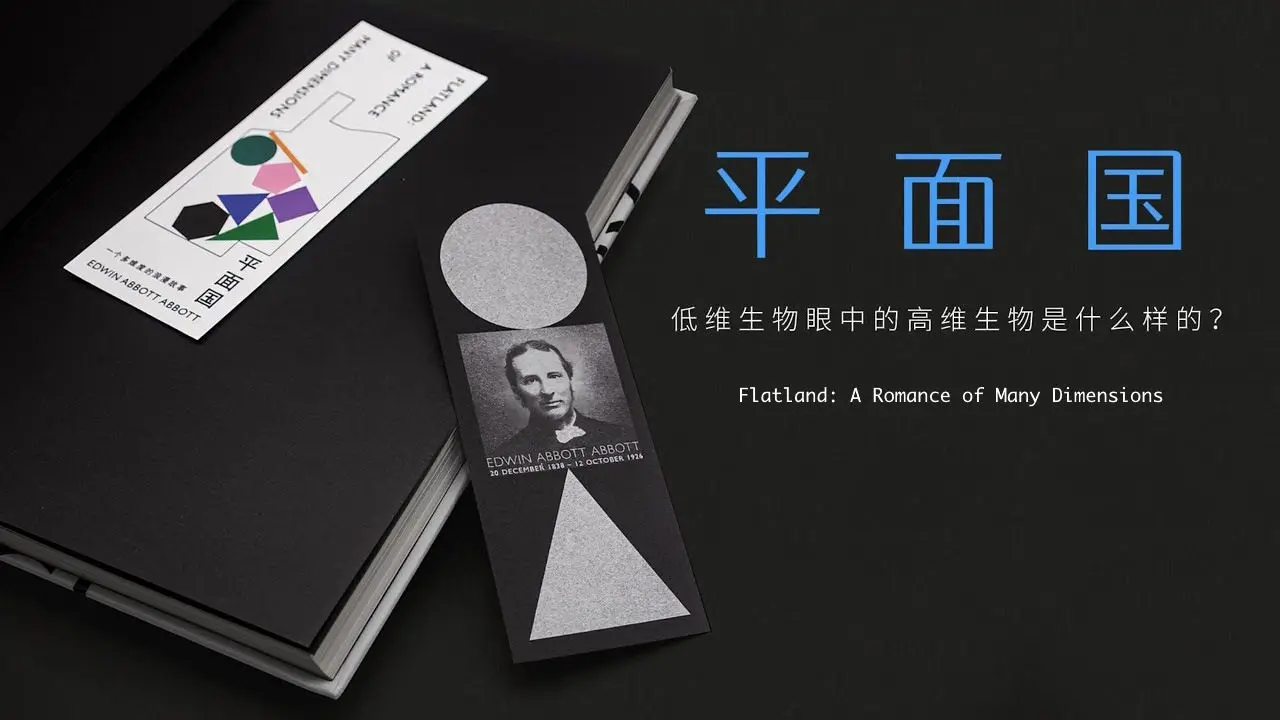 FLATLAND:
A ROMANCE
OF
MANY DIMENSIONS
平面国
一个多维度的浪漫故事
EDWIN ABBOTT ABBOTT
EDWIN ABBOTT ABBOTT
20 DECEMBER 1838 – 12 OCTOBER 1926
平面国
低维生物眼中的高维生物是什么样的?
Flatland: A Romance of Many Dimensions